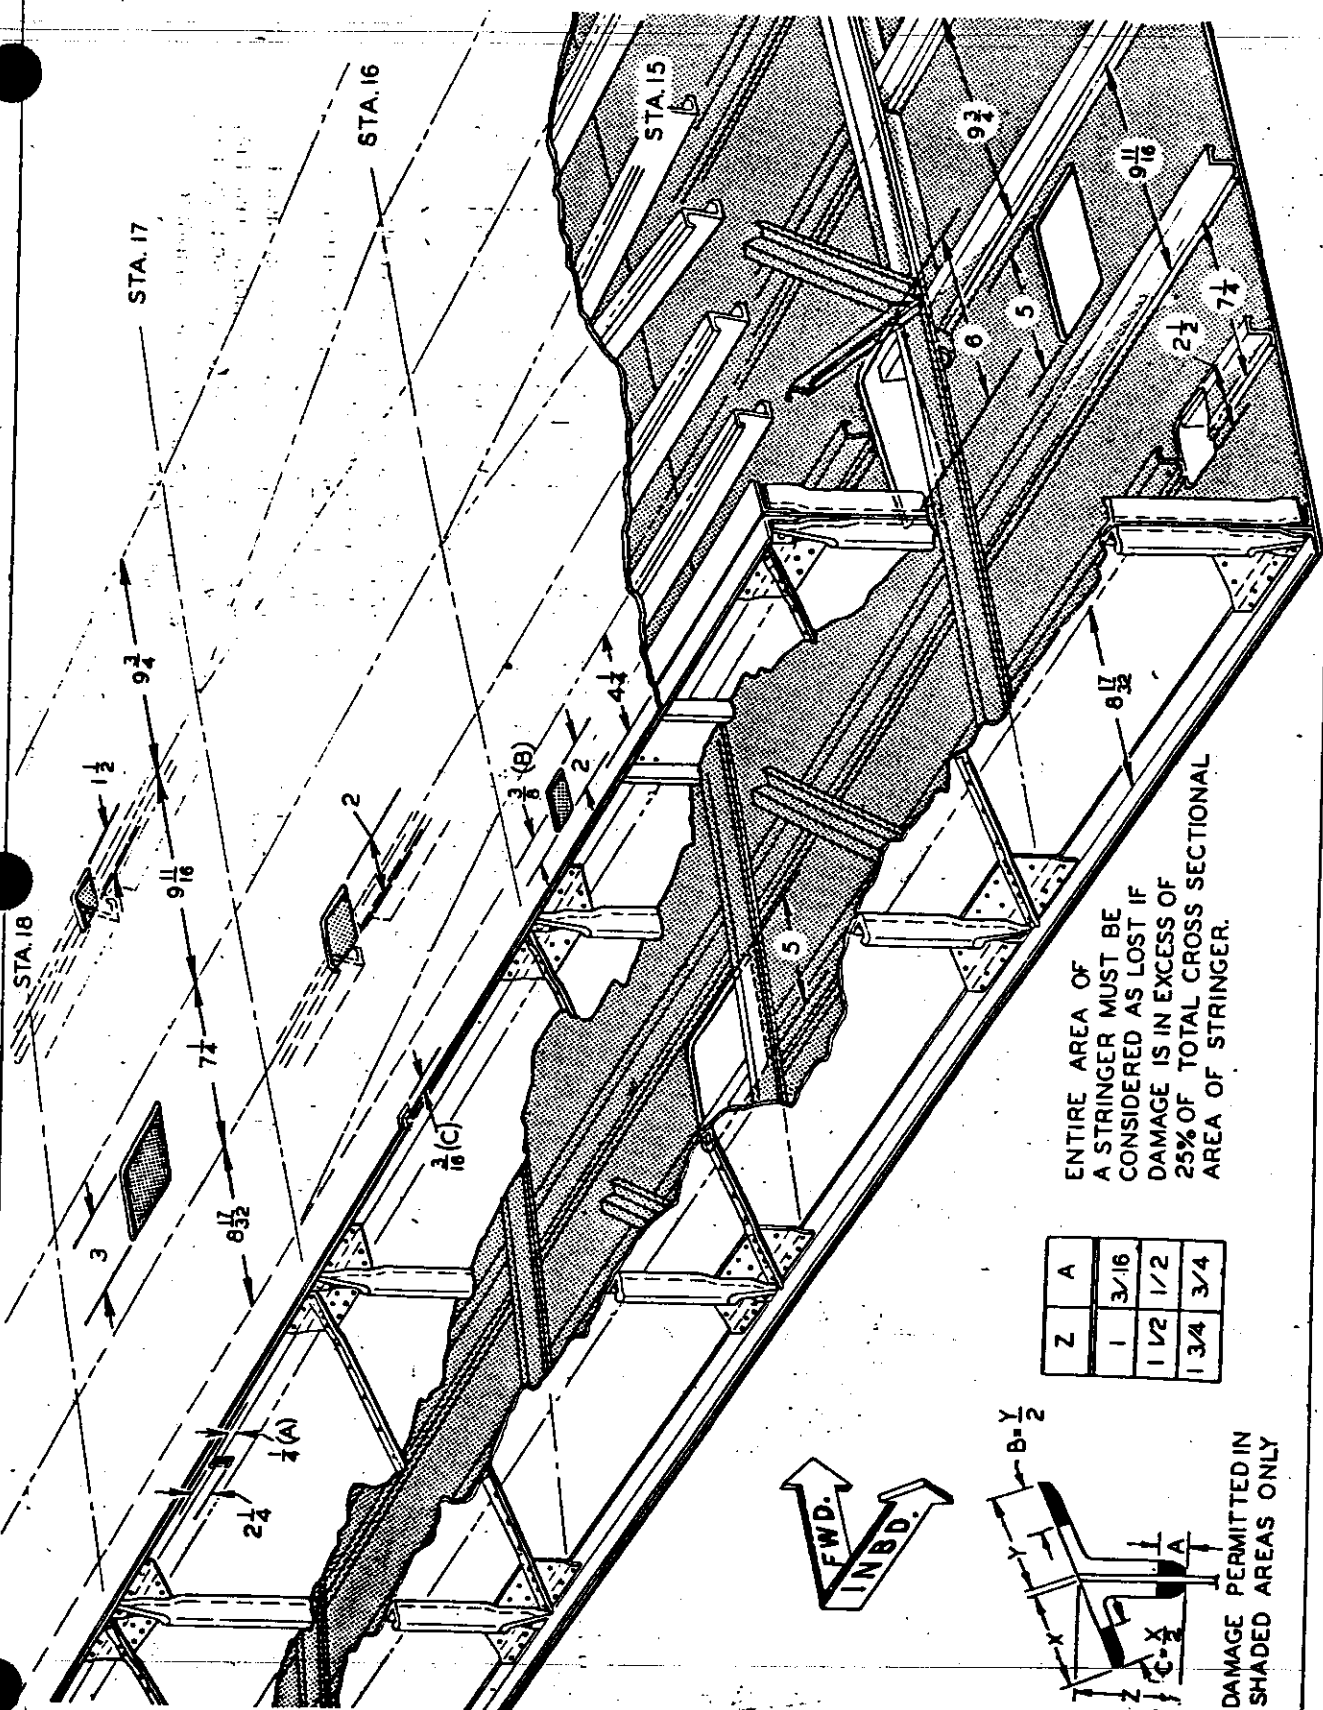 STA. 18
STA. 17
STA. 16
STA. 15
3
8 17/32
7 1/4
9 11/16
9 3/4
1 1/2
2
2 1/4
1/4 (A)
3/16 (C)
3/8 (B)
2
4 1/4
5
8 17/32
9 3/4
9 11/16
6
5
2 1/2
7 1/4
FWD.
INBD.
ENTIRE AREA OF
A STRINGER MUST BE
CONSIDERED AS LOST IF
DAMAGE IS IN EXCESS OF
25% OF TOTAL CROSS SECTIONAL
AREA OF STRINGER.
Z A
1 3/16
1 1/2 1/2
1 3/4 3/4
X
Y
B=Y/2
Z
C=X/2
A
DAMAGE PERMITTED IN
SHADED AREAS ONLY